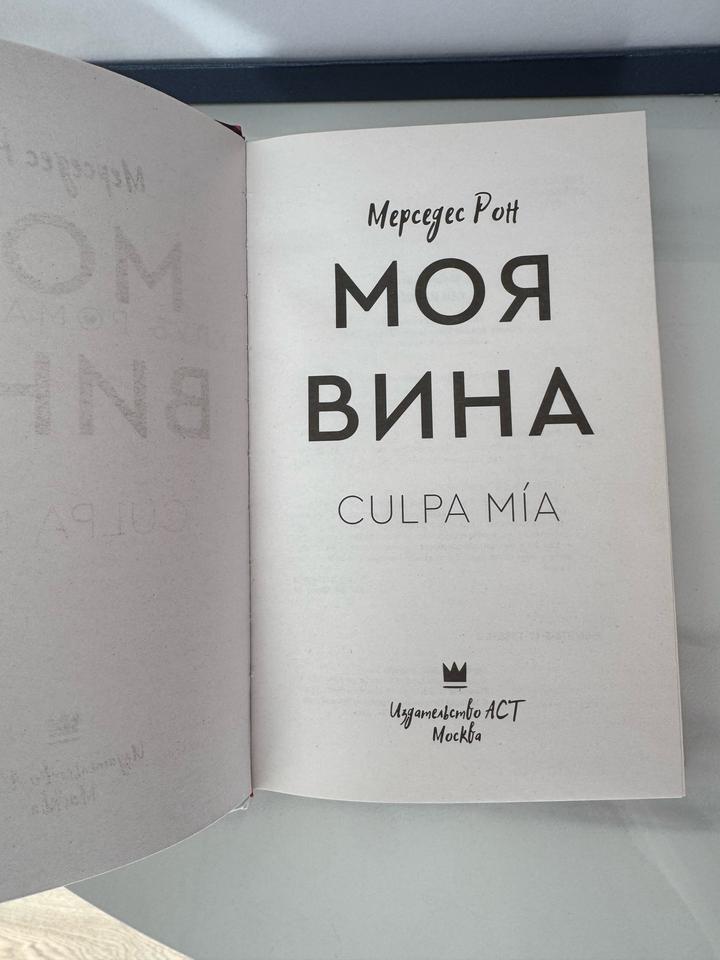 Мерседес Рон
МОЯ
ВИНА
CULPA MÍA
Издательство АСТ
Москва